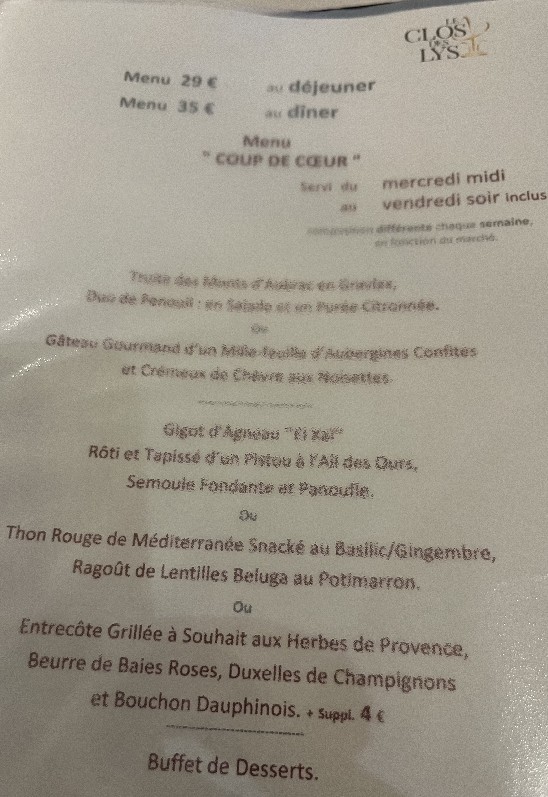 LE
CLOS
DES
LYS
Menu 29 € au déjeuner
Menu 35 € au dîner
Menu
" COUP DE CŒUR "
Servi du mercredi midi
au vendredi soir inclus
composition différente chaque semaine,
en fonction du marché.
Truite des Monts d'Aubrac en Gravlax,
Duo de Fenouil : en Salade et en Purée Citronnée.
Ou
Gâteau Gourmand d'un Mille-feuille d'Aubergines Confites
et Crémeux de Chèvre aux Noisettes
Gigot d'Agneau "El Xai"
Rôti et Tapissé d'un Pistou à l'Ail des Ours,
Semoule Fondante et Panoufle.
Ou
Thon Rouge de Méditerranée Snacké au Basilic/Gingembre,
Ragoût de Lentilles Beluga au Potimarron.
Ou
Entrecôte Grillée à Souhait aux Herbes de Provence,
Beurre de Baies Roses, Duxelles de Champignons
et Bouchon Dauphinois. + Suppl. 4 €
Buffet de Desserts.